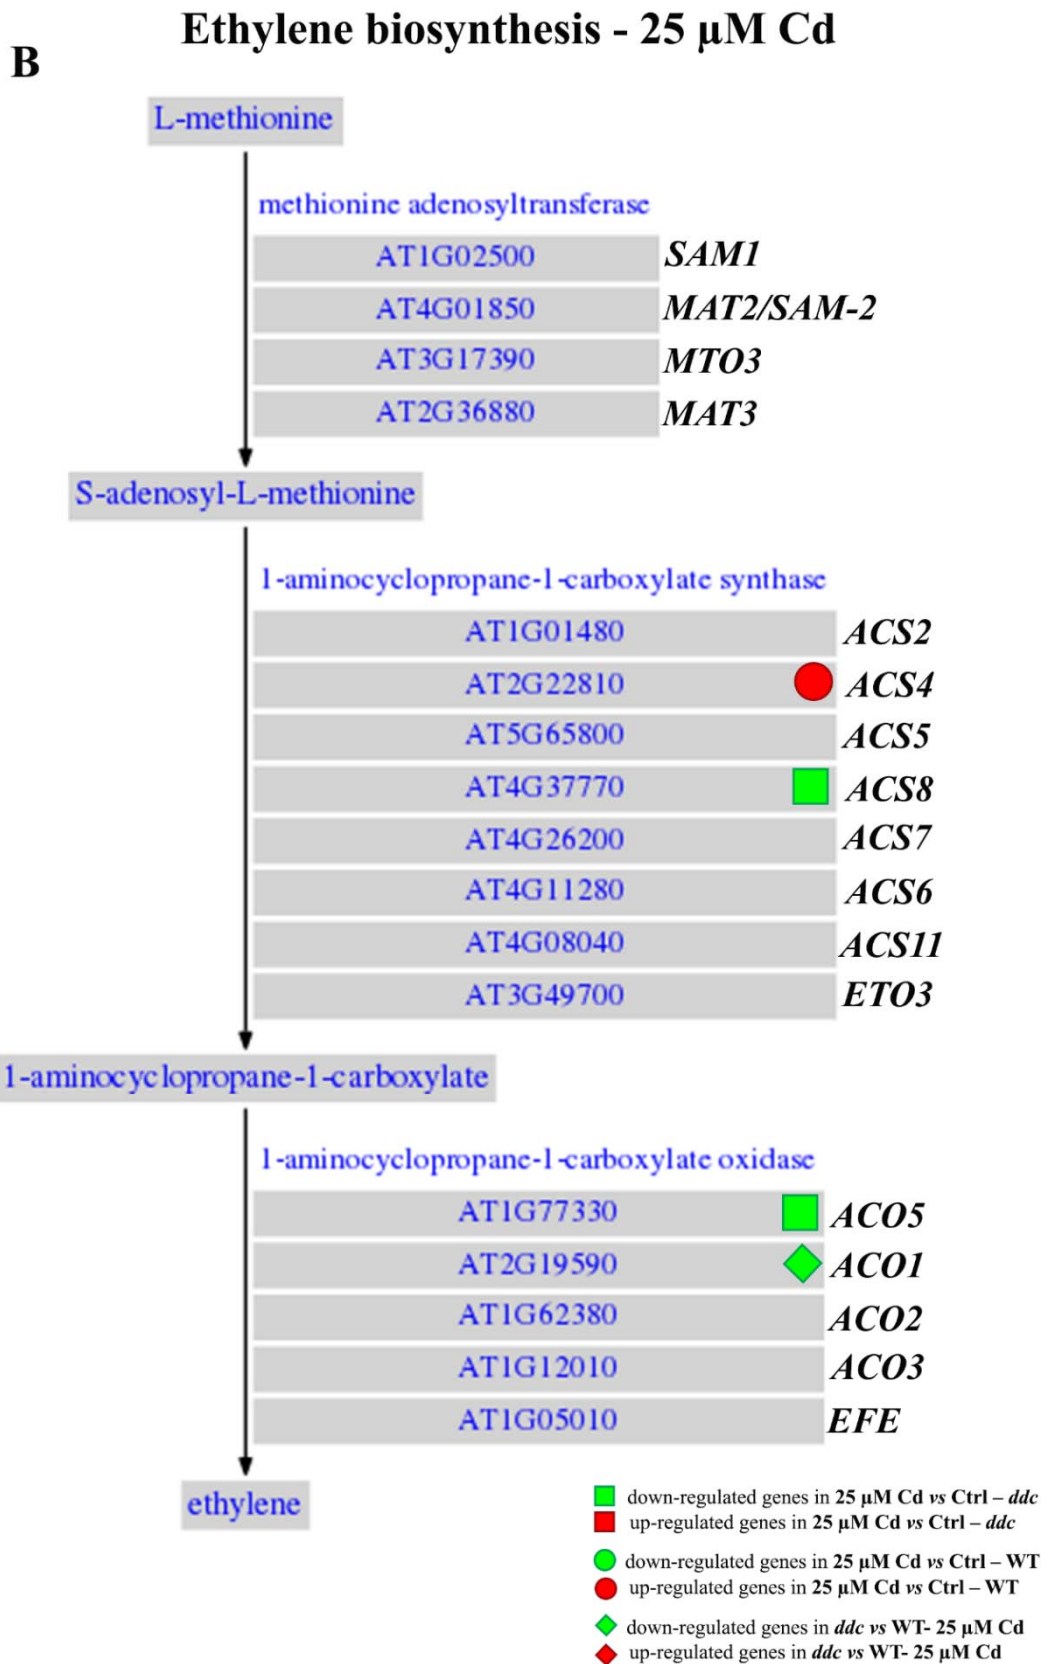 Ethylene biosynthesis - 25 μM Cd
B
L-methionine
methionine adenosyltransferase
AT1G02500 SAM1
AT4G01850 MAT2/SAM-2
AT3G17390 MTO3
AT2G36880 MAT3
S-adenosyl-L-methionine
1-aminocyclopropane-1-carboxylate synthase
AT1G01480 ACS2
AT2G22810 ACS4
AT5G65800 ACS5
AT4G37770 ACS8
AT4G26200 ACS7
AT4G11280 ACS6
AT4G08040 ACS11
AT3G49700 ETO3
1-aminocyclopropane-1-carboxylate
1-aminocyclopropane-1-carboxylate oxidase
AT1G77330 ACO5
AT2G19590 ACO1
AT1G62380 ACO2
AT1G12010 ACO3
AT1G05010 EFE
ethylene
down-regulated genes in 25 μM Cd vs Ctrl – ddc
up-regulated genes in 25 μM Cd vs Ctrl – ddc
down-regulated genes in 25 μM Cd vs Ctrl – WT
up-regulated genes in 25 μM Cd vs Ctrl – WT
down-regulated genes in ddc vs WT- 25 μM Cd
up-regulated genes in ddc vs WT- 25 μM Cd